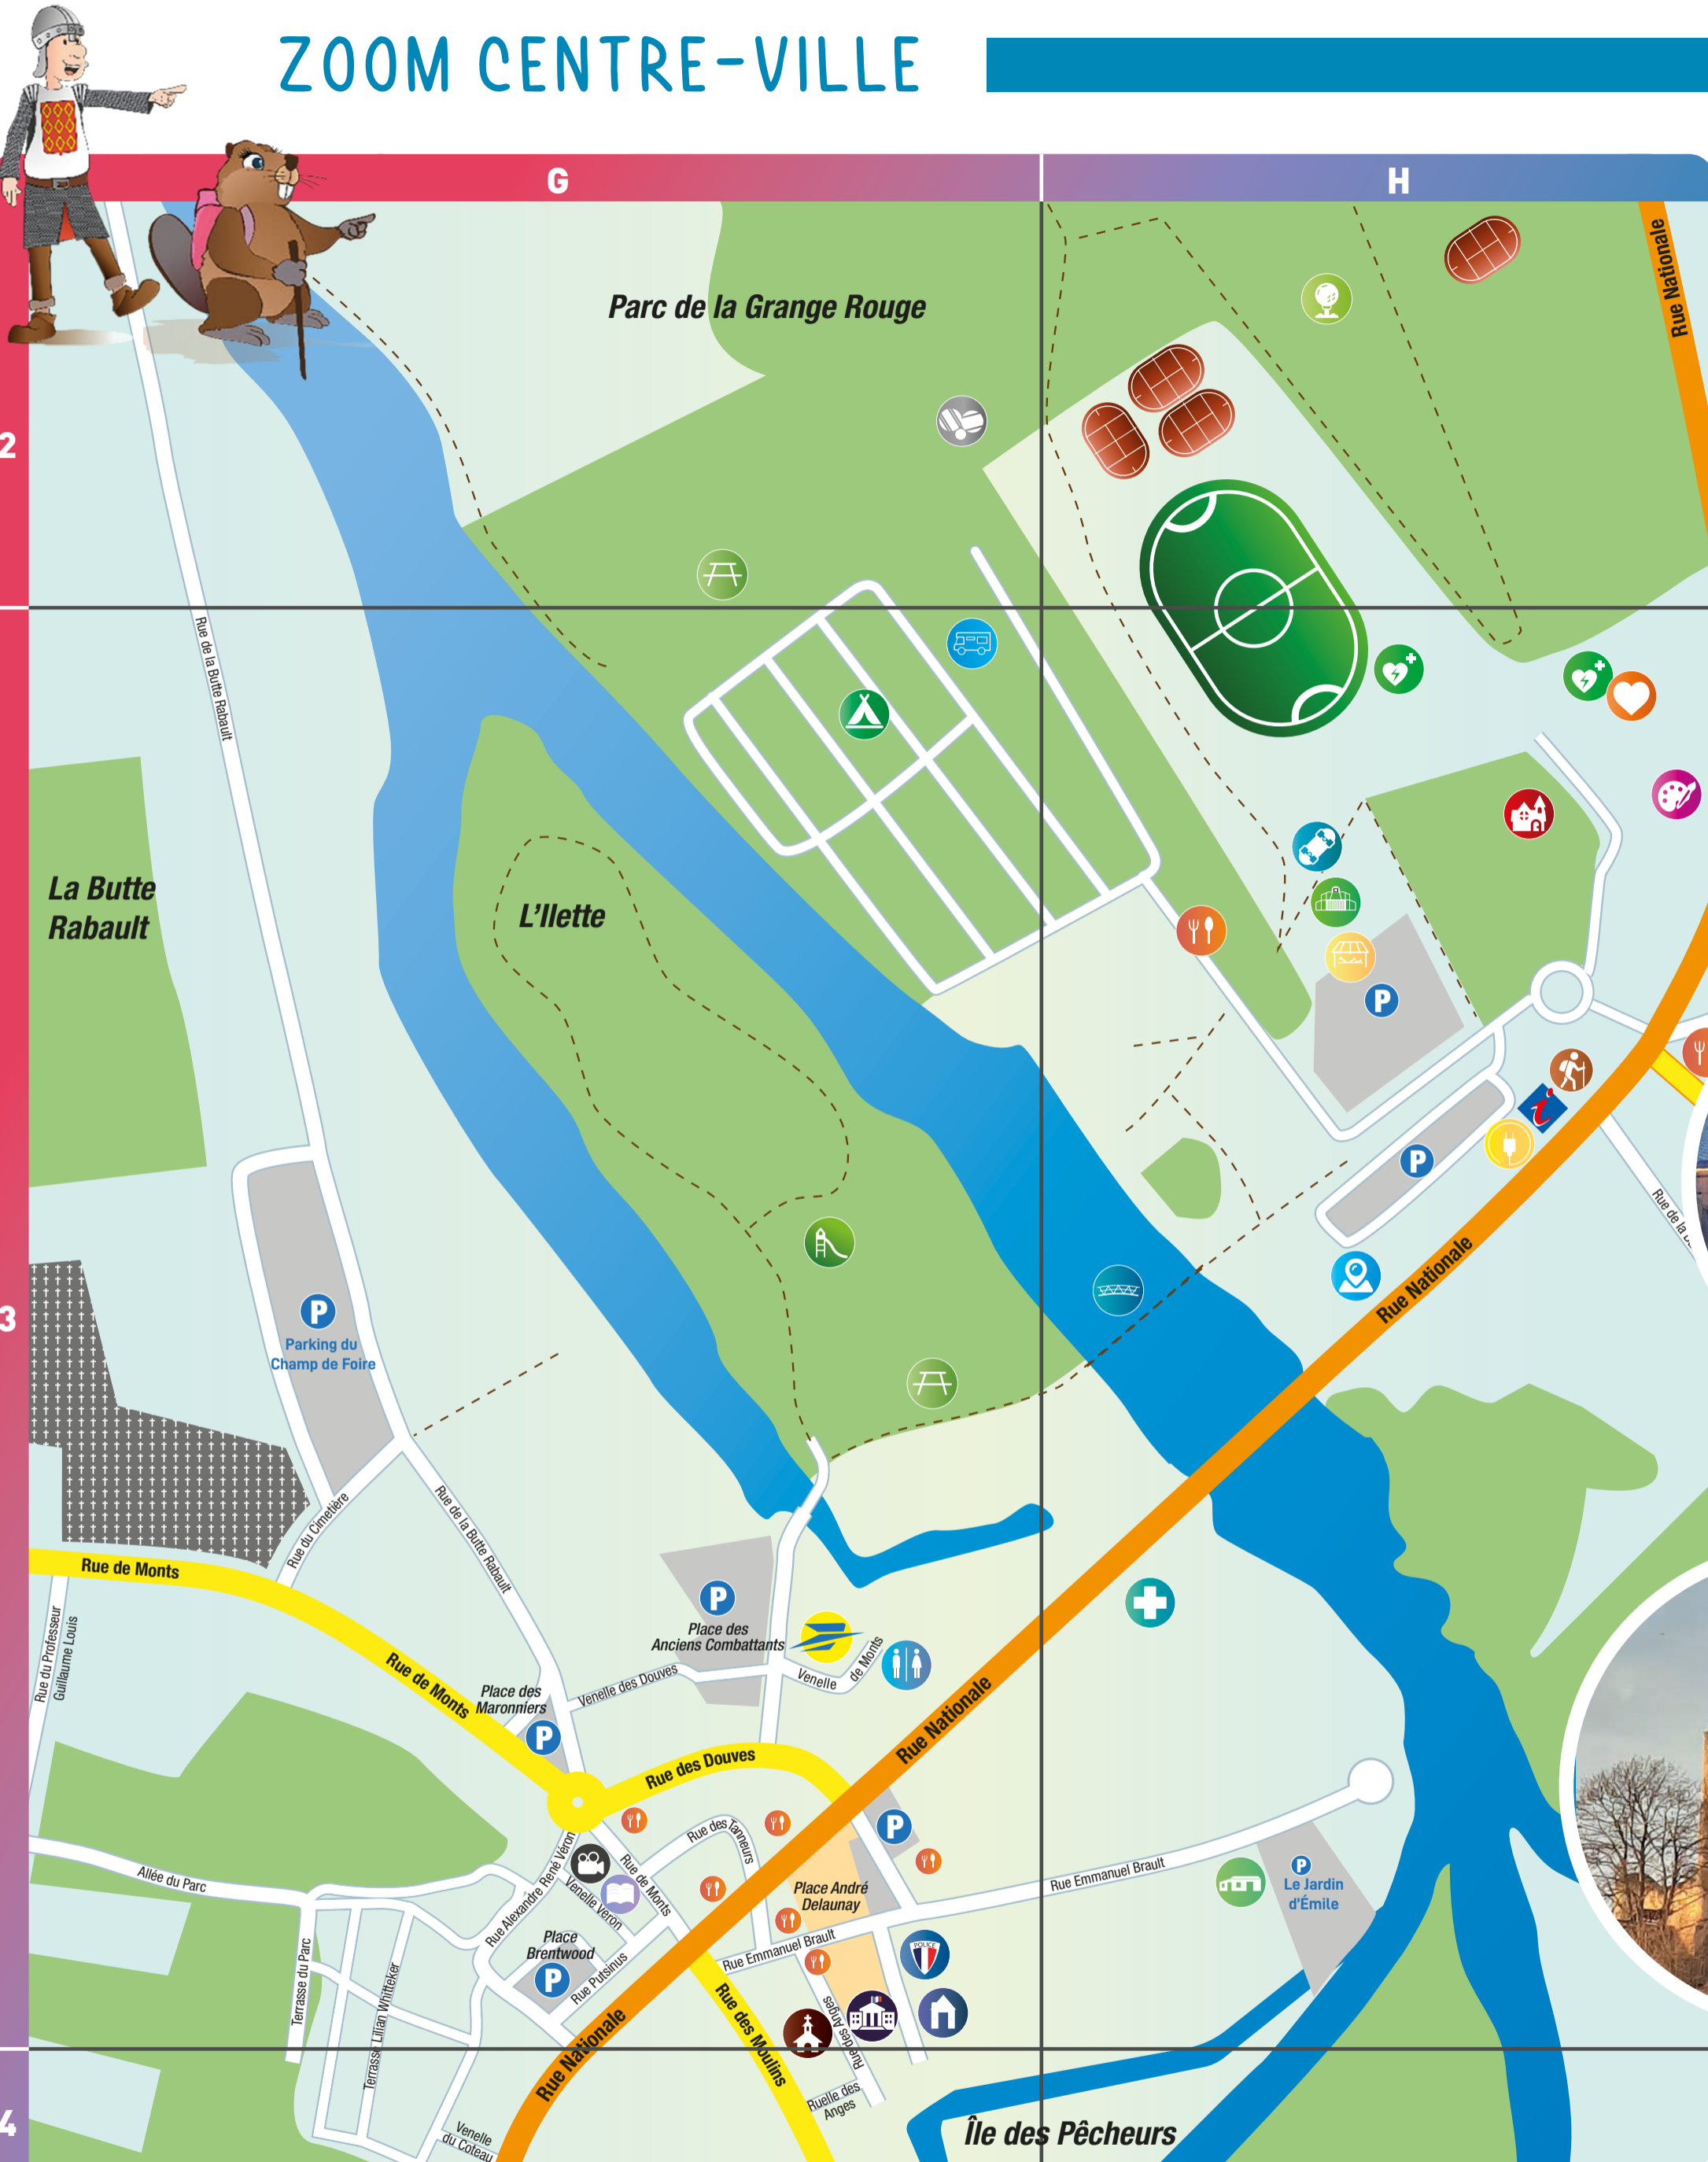 ZOOM CENTRE-VILLE
G
H
Rue Nationale
Parc de la Grange Rouge
2
Rue de la Butte Rabault
La Butte
Rabault
L'Ilette
P
i
P
Rue de la
Rue Nationale
3
P
Parking du
Champ de Foire
Rue du Cimetière
Rue de la Butte Rabault
Rue de Monts
Rue du Professeur
Guillaume Louis
P
Place des
Anciens Combattants
Venelle
de Monts
Venelle des Douves
Rue de Monts
Place des
Maronniers
P
Rue Nationale
Rue des Douves
P
Rue des Tanneurs
Rue de Monts
Rue Alexandre René Véron
Venelle Véron
Allée du Parc
Place André
Delaunay
Rue Emmanuel Brault
P
Le Jardin
d'Émile
Place
Brentwood
P
Rue Putsinus
Rue Emmanuel Brault
POLICE
Terrasse du Parc
Terrasse Lilian Whitteker
Rue des Anges
Rue des Moulins
Rue Nationale
Ruelle des
Anges
4
Venelle
du Coteau
Île des Pêcheurs